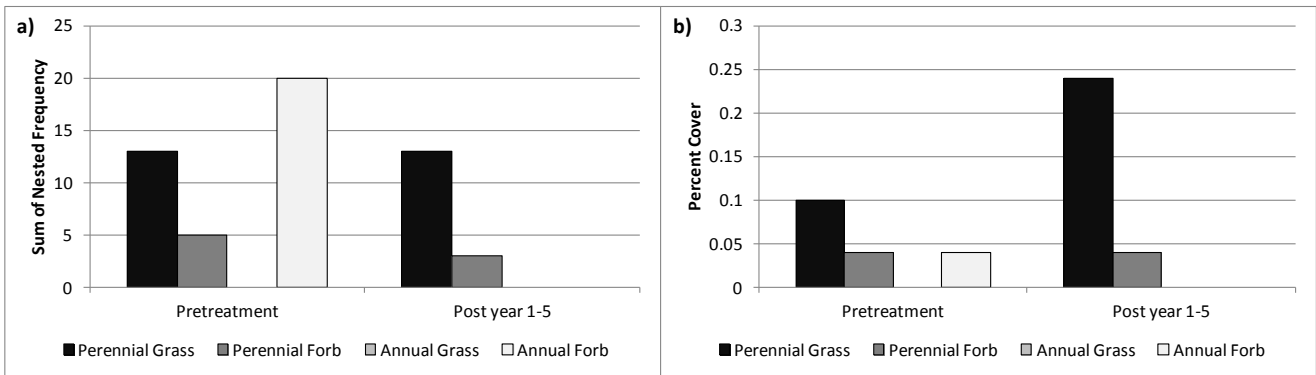 a)
Sum of Nested Frequency
25
20
15
10
5
0
Pretreatment Post year 1-5
Perennial Grass Perennial Forb Annual Grass Annual Forb
b)
Percent Cover
0.3
0.25
0.2
0.15
0.1
0.05
0
Pretreatment Post year 1-5
Perennial Grass Perennial Forb Annual Grass Annual Forb